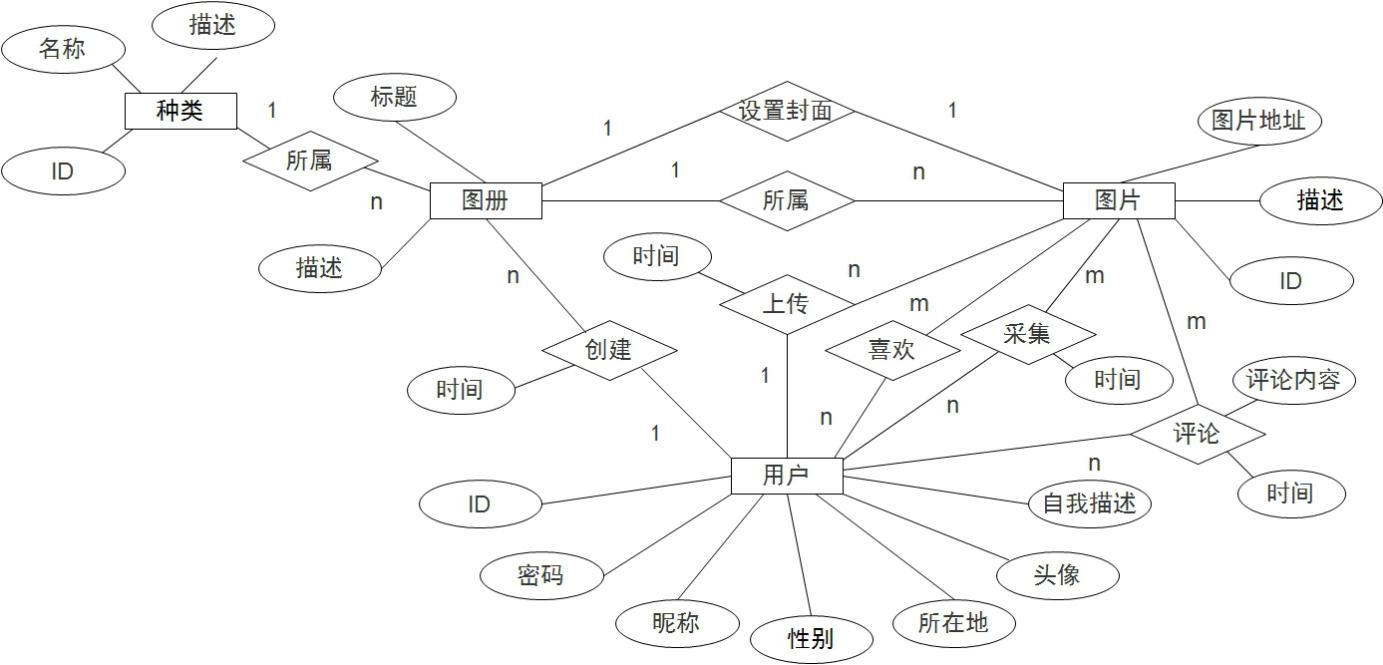 描述
名称
种类
1
标题
设置封面
1
1
图片地址
ID
所属
n
图册
1
所属
n
图片
描述
描述
n
时间
上传
n
m
喜欢
采集
m
时间
ID
m
创建
时间
1
1
n
n
评论
评论内容
n
时间
用户
ID
自我描述
密码
头像
昵称
性别
所在地